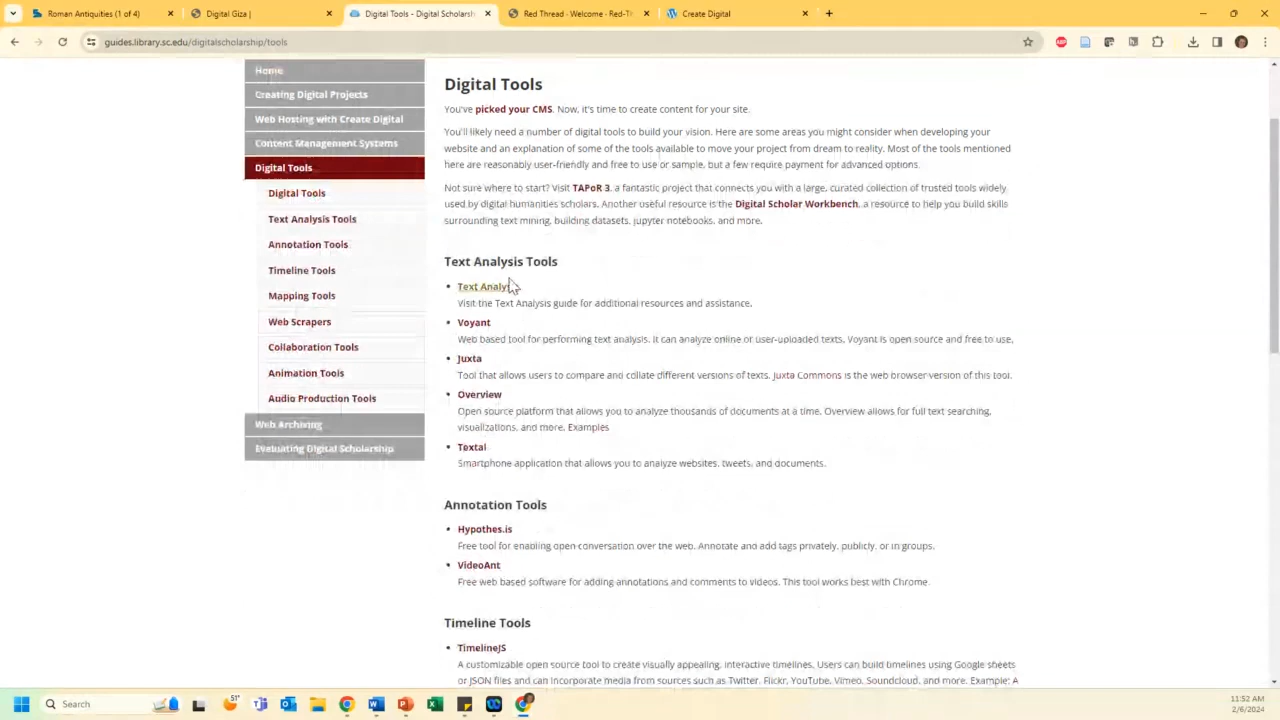 Roman Antiquities (1 of 4)
Digital Giza |
Digital Tools - Digital Scholarsh
Red Thread - Welcome - Red-Th
Create Digital
guides.library.sc.edu/digitalscholarship/tools
Home
Creating Digital Projects
Web Hosting with Create Digital
Content Management Systems
Digital Tools
Digital Tools
Text Analysis Tools
Annotation Tools
Timeline Tools
Mapping Tools
Web Scrapers
Collaboration Tools
Animation Tools
Audio Production Tools
Web Archiving
Evaluating Digital Scholarship
Digital Tools
You've picked your CMS. Now, it's time to create content for your site.
You'll likely need a number of digital tools to build your vision. Here are some areas you might consider when developing your
website and an explanation of some of the tools available to move your project from dream to reality. Most of the tools mentioned
here are reasonably user-friendly and free to use or sample, but a few require payment for advanced options.
Not sure where to start? Visit TAPoR 3, a fantastic project that connects you with a large, curated collection of trusted tools widely
used by digital humanities scholars. Another useful resource is the Digital Scholar Workbench, a resource to help you build skills
surrounding text mining, building datasets, jupyter notebooks, and more.
Text Analysis Tools
• Text Analys
Visit the Text Analysis guide for additional resources and assistance.
• Voyant
Web based tool for performing text analysis. It can analyze online or user-uploaded texts. Voyant is open source and free to use.
• Juxta
Tool that allows users to compare and collate different versions of texts. Juxta Commons is the web browser version of this tool.
• Overview
Open source platform that allows you to analyze thousands of documents at a time. Overview allows for full text searching,
visualizations, and more. Examples
• Textal
Smartphone application that allows you to analyze websites, tweets, and documents.
Annotation Tools
• Hypothes.is
Free tool for enabling open conversation over the web. Annotate and add tags privately, publicly, or in groups.
• VideoAnt
Free web based software for adding annotations and comments to videos. This tool works best with Chrome.
Timeline Tools
• TimelineJS
A customizable open source tool to create visually appealing, interactive timelines. Users can build timelines using Google sheets
or JSON files and can incorporate media from sources such as Twitter, Flickr, YouTube, Vimeo, Soundcloud, and more. Example: A
Search
51°
11:52 AM
2/6/2024